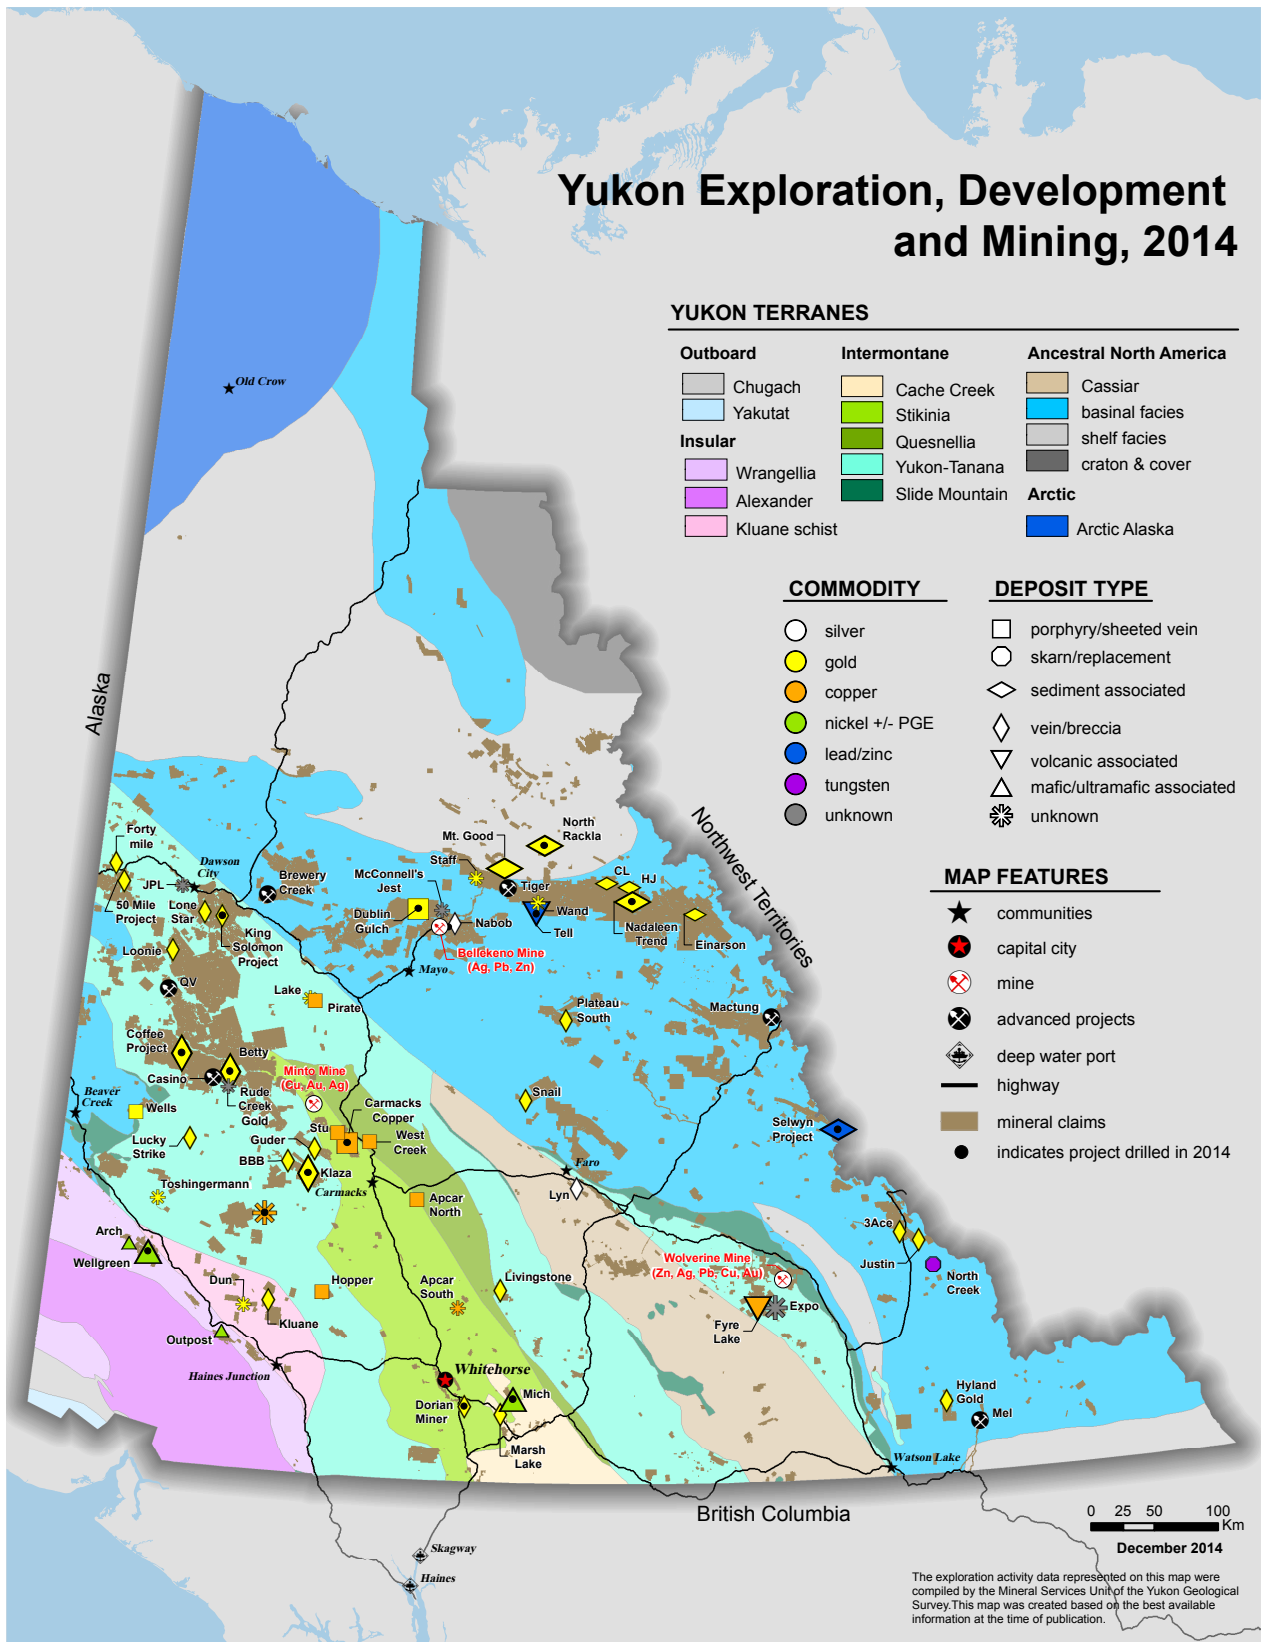 Yukon Exploration, Development
and Mining, 2014
YUKON TERRANES
Outboard
Chugach
Yakutat
Insular
Wrangellia
Alexander
Kluane schist
Intermontane
Cache Creek
Stikinia
Quesnellia
Yukon-Tanana
Slide Mountain
Ancestral North America
Cassiar
basinal facies
shelf facies
craton & cover
Arctic
Arctic Alaska
COMMODITY
silver
gold
copper
nickel +/- PGE
lead/zinc
tungsten
unknown
DEPOSIT TYPE
porphyry/sheeted vein
skarn/replacement
sediment associated
vein/breccia
volcanic associated
mafic/ultramafic associated
unknown
MAP FEATURES
communities
capital city
mine
advanced projects
deep water port
highway
mineral claims
indicates project drilled in 2014
Old Crow
Alaska
Northwest Territories
British Columbia
Forty
mile
Dawson
City
JPL
50 Mile
Project
Lone
Star
King
Solomon
Project
Brewery
Creek
Loonie
QV
Mt. Good
North
Rackla
Staff
McConnell's
Jest
Tiger
CL
HJ
Dublin
Gulch
Nabob
Wand
Tell
Nadaleen
Trend
Einarson
Bellekeno Mine
(Ag, Pb, Zn)
Mayo
Lake
Pirate
Plateau
South
Mactung
Coffee
Project
Betty
Casino
Rude
Creek
Gold
Minto Mine
(Cu, Au, Ag)
Carmacks
Copper
Snail
Selwyn
Project
Beaver
Creek
Wells
Stu
West
Creek
Lucky
Strike
Guder
BBB
Klaza
Carmacks
Faro
Lyn
Toshingermann
Apcar
North
3Ace
Justin
North
Creek
Arch
Wellgreen
Wolverine Mine
(Zn, Ag, Pb, Cu, Au)
Dun
Hopper
Apcar
South
Livingstone
Expo
Fyre
Lake
Kluane
Outpost
Haines Junction
Whitehorse
Mich
Dorian
Miner
Marsh
Lake
Hyland
Gold
Mel
Watson Lake
Skagway
Haines
0 25 50 100
Km
December 2014
The exploration activity data represented on this map were
compiled by the Mineral Services Unit of the Yukon Geological
Survey.This map was created based on the best available
information at the time of publication.